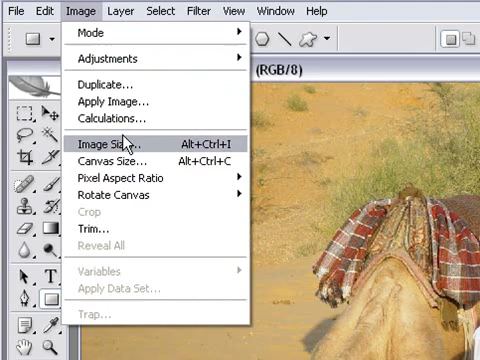 File Edit Image Layer Select Filter View Window Help
Mode
(RGB/8)
Adjustments
Duplicate...
Apply Image...
Calculations...
Image Size... Alt+Ctrl+I
Canvas Size... Alt+Ctrl+C
Pixel Aspect Ratio
Rotate Canvas
Crop
Trim...
Reveal All
Variables
Apply Data Set...
Trap...